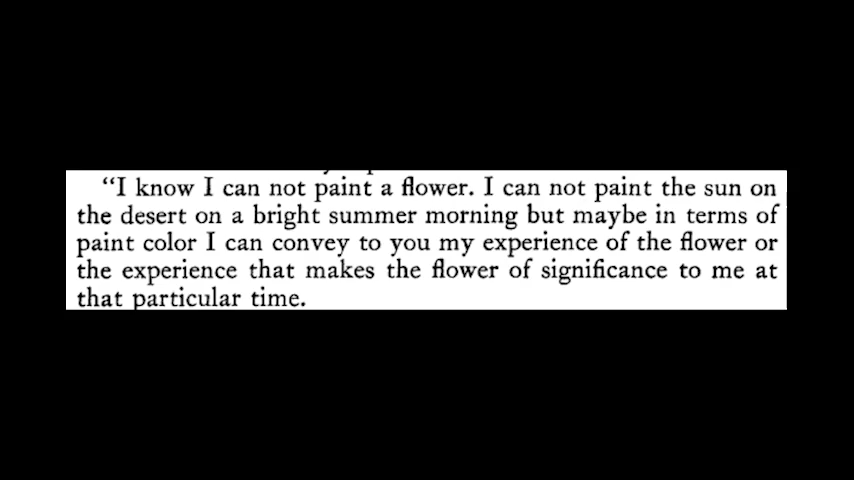 “I know I can not paint a flower. I can not paint the sun on
the desert on a bright summer morning but maybe in terms of
paint color I can convey to you my experience of the flower or
the experience that makes the flower of significance to me at
that particular time.